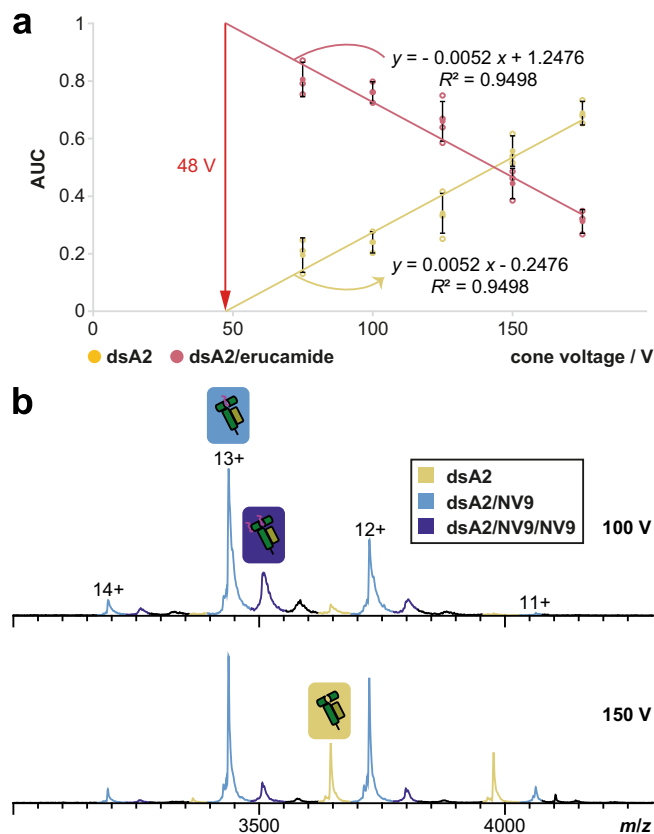 a
1
0.8
0.6
0.4
0.2
0
AUC
48 V
y = - 0.0052 x + 1.2476
R² = 0.9498
y = 0.0052 x - 0.2476
R² = 0.9498
0 50 100 150
dsA2 dsA2/erucamide cone voltage / V
b
13+
14+
12+
11+
dsA2
dsA2/NV9
dsA2/NV9/NV9
100 V
150 V
3500 4000 m/z